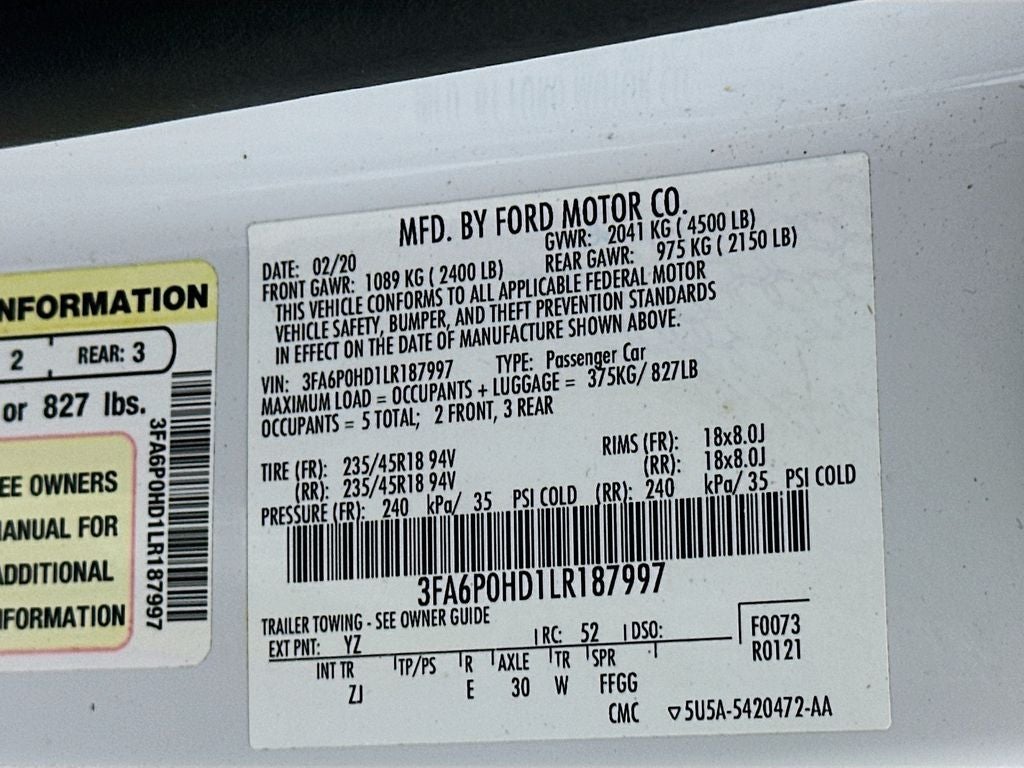 NFORMATION
2 REAR: 3
or 827 lbs.
EE OWNERS
ANUAL FOR
ADDITIONAL
FORMATION
3FA6P0HD1LR187997
MFD. BY FORD MOTOR CO.
DATE: 02/20 GVWR: 2041 KG ( 4500 LB)
FRONT GAWR: 1089 KG ( 2400 LB) REAR GAWR: 975 KG ( 2150 LB)
THIS VEHICLE CONFORMS TO ALL APPLICABLE FEDERAL MOTOR
VEHICLE SAFETY, BUMPER, AND THEFT PREVENTION STANDARDS
IN EFFECT ON THE DATE OF MANUFACTURE SHOWN ABOVE.
VIN: 3FA6P0HD1LR187997 TYPE: Passenger Car
MAXIMUM LOAD = OCCUPANTS + LUGGAGE = 375KG/ 827LB
OCCUPANTS = 5 TOTAL; 2 FRONT, 3 REAR
TIRE (FR): 235/45R18 94V RIMS (FR): 18x8.0J
(RR): 235/45R18 94V (RR): 18x8.0J
PRESSURE (FR): 240 kPa/ 35 PSI COLD (RR): 240 kPa/ 35 PSI COLD
3FA6P0HD1LR187997
TRAILER TOWING - SEE OWNER GUIDE
EXT PNT: YZ RC: 52 DSO: F0073
R0121
INT TR TP/PS R AXLE TR SPR
ZJ E 30 W FFGG
CMC ▽5U5A-5420472-AA